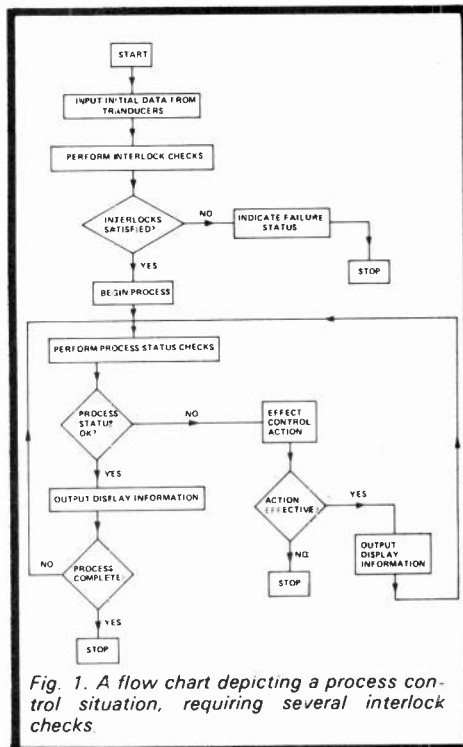 START
INPUT INITIAL DATA FROM
TRANDUCERS
PERFORM INTERLOCK CHECKS
INTERLOCKS
SATISFIED?
NO
INDICATE FAILURE
STATUS
STOP
YES
BEGIN PROCESS
PERFORM PROCESS STATUS CHECKS
PROCESS
STATUS
OK?
NO
EFFECT
CONTROL
ACTION
YES
OUTPUT DISPLAY INFORMATION
ACTION
EFFECTIVE?
YES
OUTPUT
DISPLAY
INFORMATION
NO
STOP
NO
PROCESS
COMPLETE?
YES
STOP
Fig. 1. A flow chart depicting a process con-
trol situation, requiring several interlock
checks.